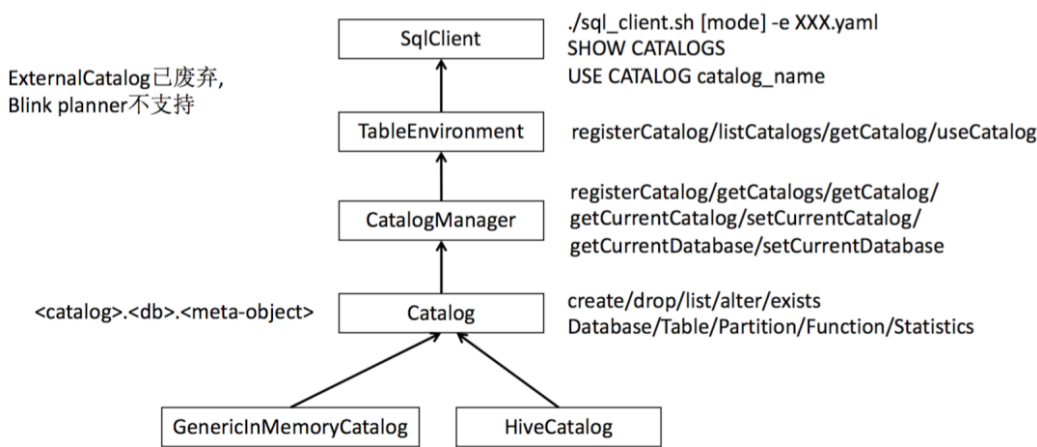 SqlClient
./sql_client.sh [mode] -e XXX.yaml
SHOW CATALOGS
USE CATALOG catalog_name
ExternalCatalog已废弃,
Blink planner不支持
TableEnvironment
registerCatalog/listCatalogs/getCatalog/useCatalog
CatalogManager
registerCatalog/getCatalogs/getCatalog/
getCurrentCatalog/setCurrentCatalog/
getCurrentDatabase/setCurrentDatabase
<catalog>.<db>.<meta-object>
Catalog
create/drop/list/alter/exists
Database/Table/Partition/Function/Statistics
GenericInMemoryCatalog
HiveCatalog